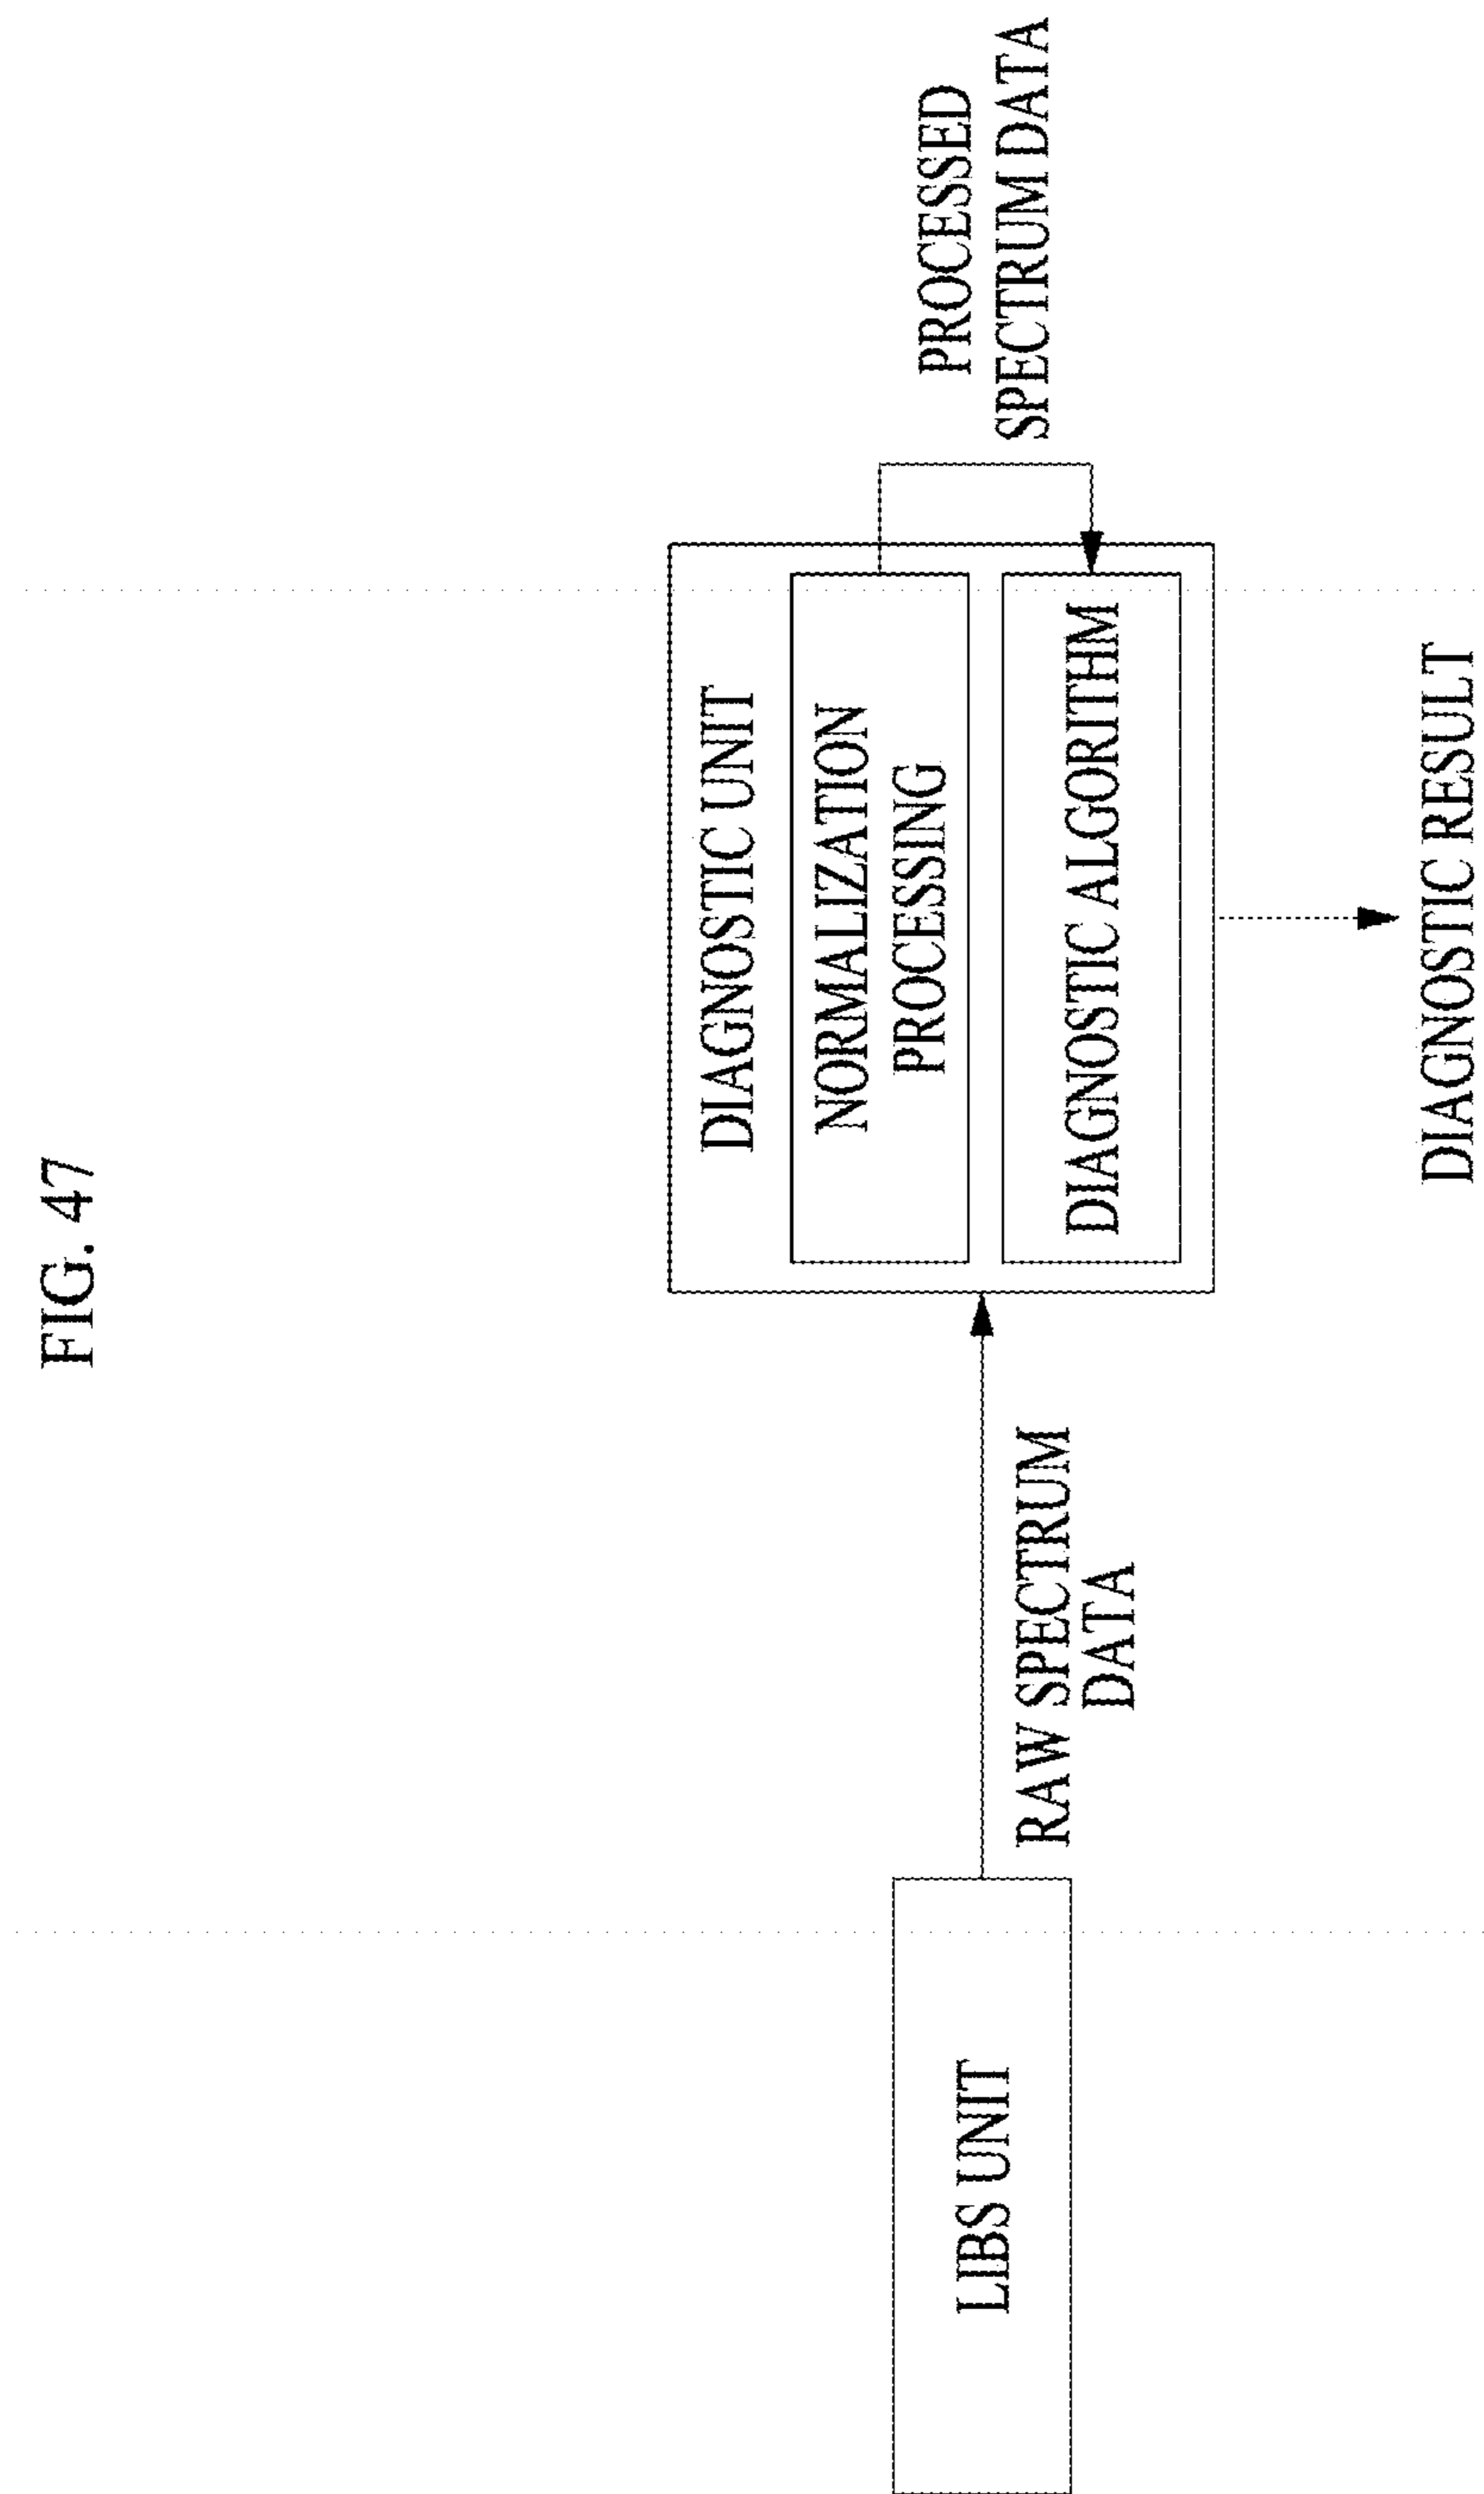 FIG. 47
LIBS UNIT
RAW SPECTRUM
DATA
DIAGNOSTIC UNIT
NORMALIZATION
PROCESSING
DIAGNOSTIC ALGORITHM
PROCESSED
SPECTRUM DATA
DIAGNOSTIC RESULT